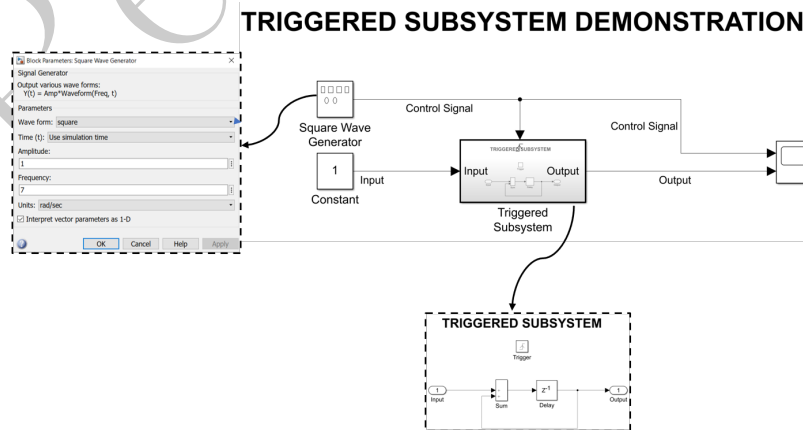 TRIGGERED SUBSYSTEM DEMONSTRATION
Block Parameters: Square Wave Generator
Signal Generator
Output various wave forms:
Y(t) = Amp*Waveform(Freq, t)
Parameters
Wave form: square
Time (t): Use simulation time
Amplitude:
1
Frequency:
7
Units: rad/sec
Interpret vector parameters as 1-D
OK Cancel Help Apply
Square Wave
Generator
Control Signal
Control Signal
1
Constant
Input
TRIGGERED SUBSYSTEM
Input
Output
Output
Triggered
Subsystem
TRIGGERED SUBSYSTEM
Trigger
1
Input
Sum
Z-1
Delay
1
Output